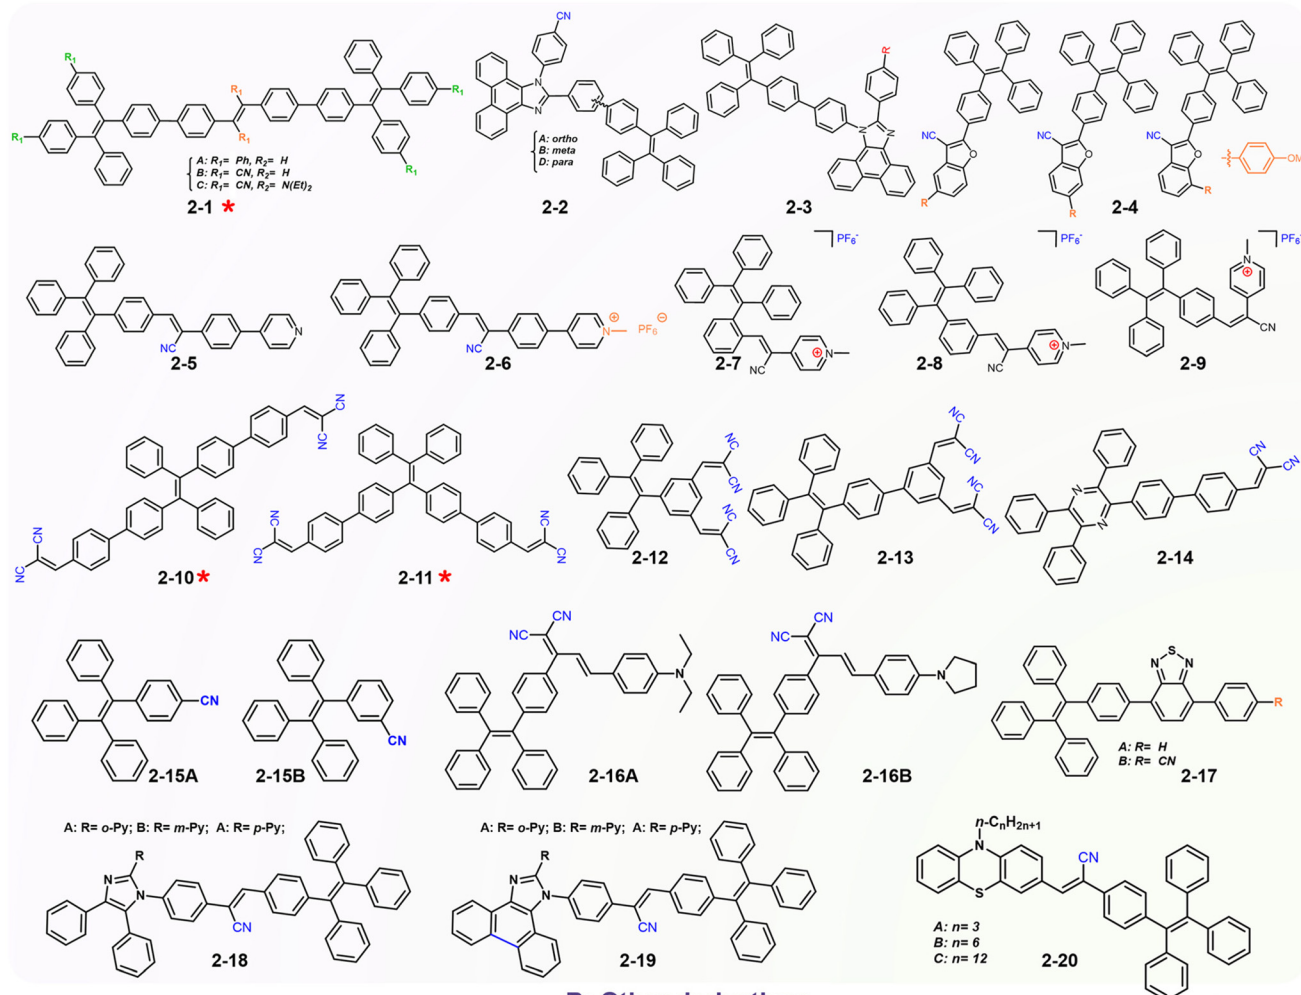 R₁
R₁
R₁
R₁
R₁
R₁
A: R₁= Ph, R₂= H
B: R₁= CN, R₂= H
C: R₁= CN, R₂= N(Et)₂
2-1 *
CN
N
N
A: ortho
B: meta
D: para
2-2
R
N
N
2-3
NC
O
R
NC
O
R
2-4
NC
O
R
OM
NC
N
2-5
NC
N
⊕
PF₆
⊖
2-6
PF₆⁻
NC
N
⊕
2-7
PF₆⁻
NC
N
⊕
2-8
PF₆⁻
N
⊕
CN
2-9
CN
NC
NC
CN
2-10 *
NC
CN
CN
CN
2-11 *
NC
CN
NC
CN
2-12
NC
CN
NC
CN
2-13
N
N
CN
CN
2-14
CN
2-15A
CN
2-15B
NC
CN
N
2-16A
NC
CN
N
2-16B
S
N
N
R
A: R= H
B: R= CN
2-17
A: R= o-Py; B: R= m-Py; A: R= p-Py;
R
N
N
CN
2-18
A: R= o-Py; B: R= m-Py; A: R= p-Py;
R
N
N
CN
2-19
n-CₙH₂ₙ₊₁
N
S
CN
A: n= 3
B: n= 6
C: n= 12
2-20